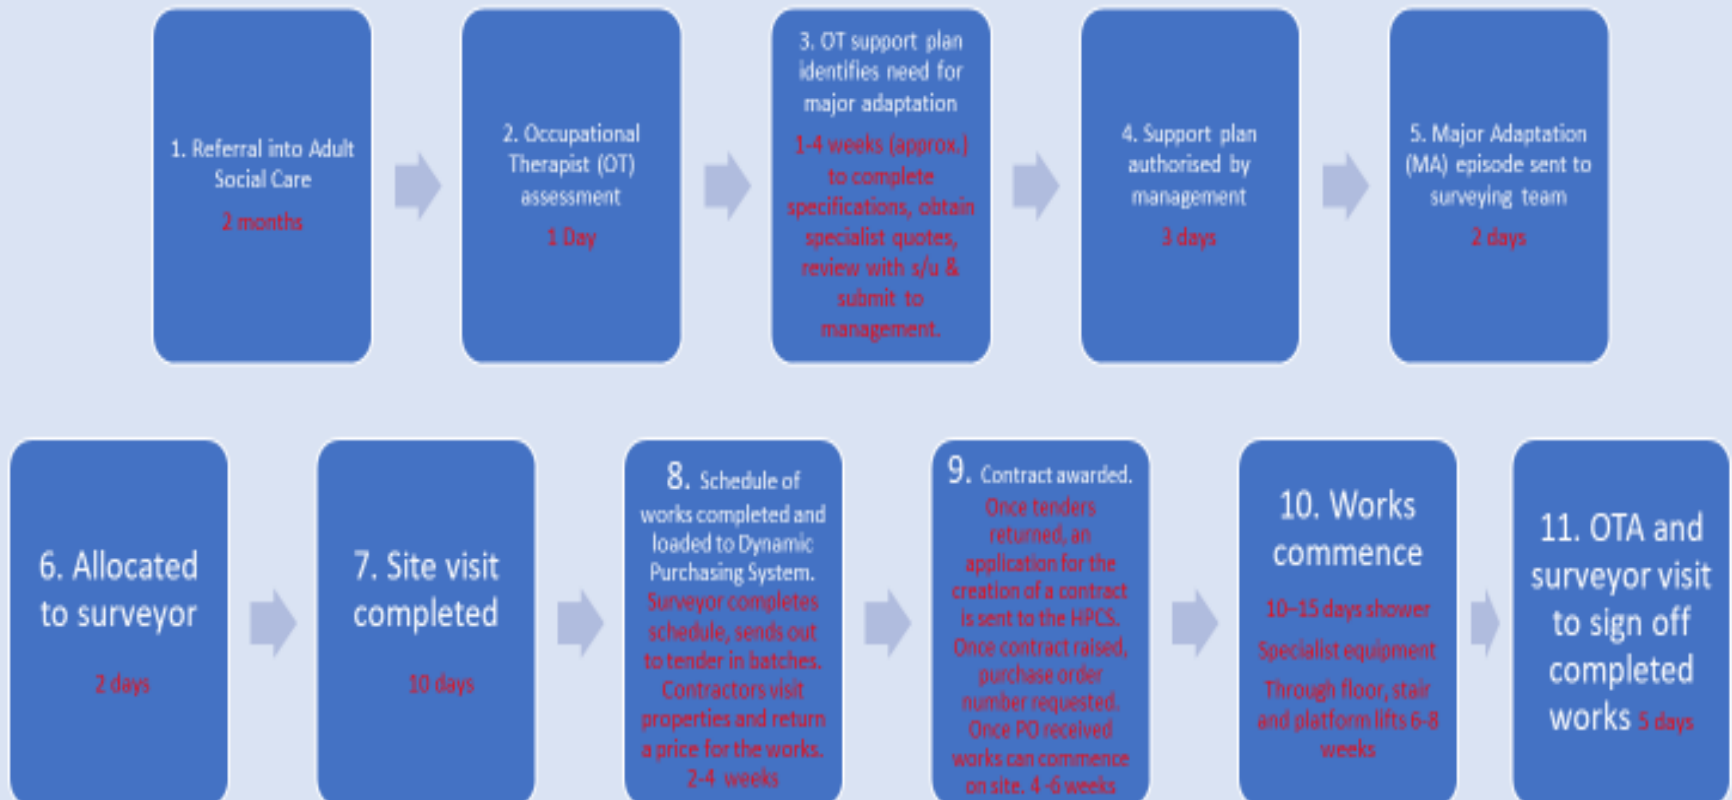 1. Referral into Adult
Social Care
2 months
2. Occupational
Therapist (OT)
assessment
1 Day
3. OT support plan
identifies need for
major adaptation
1-4 weeks (approx.)
to complete
specifications, obtain
specialist quotes,
review with s/u &
submit to
management.
4. Support plan
authorised by
management
3 days
5. Major Adaptation
(MA) episode sent to
surveying team
2 days
6. Allocated
to surveyor
2 days
7. Site visit
completed
10 days
8. Schedule of
works completed and
loaded to Dynamic
Purchasing System.
Surveyor completes
schedule, sends out
to tender in batches.
Contractors visit
properties and return
a price for the works.
2-4 weeks
9. Contract awarded.
Once tenders
returned, an
application for the
creation of a contract
is sent to the HPCS.
Once contract raised,
purchase order
number requested.
Once PO received
works can commence
on site. 4 -6 weeks
10. Works
commence
10–15 days shower
Specialist equipment
Through floor, stair
and platform lifts 6-8
weeks
11. OTA and
surveyor visit
to sign off
completed
works 5 days